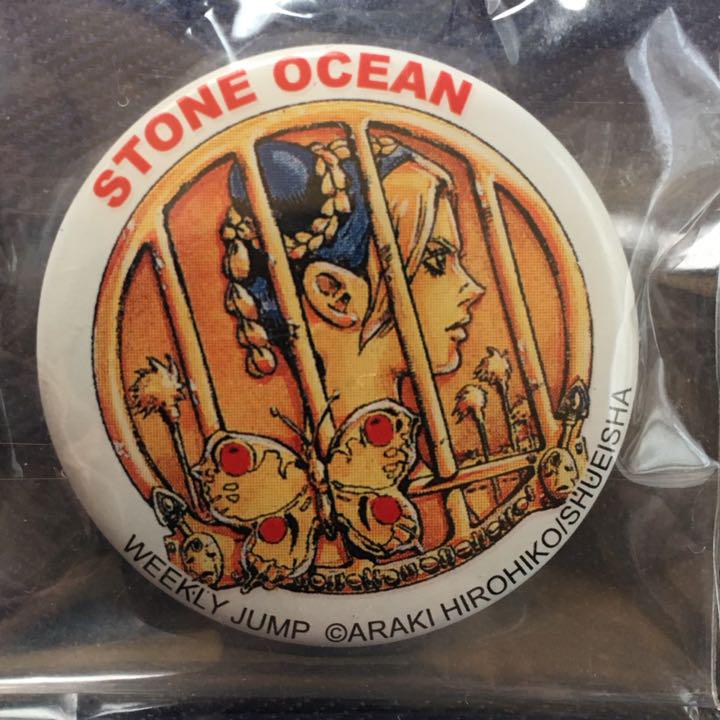 STONE OCEAN
WEEKLY JUMP ©ARAKI HIROHIKO/SHUEISHA